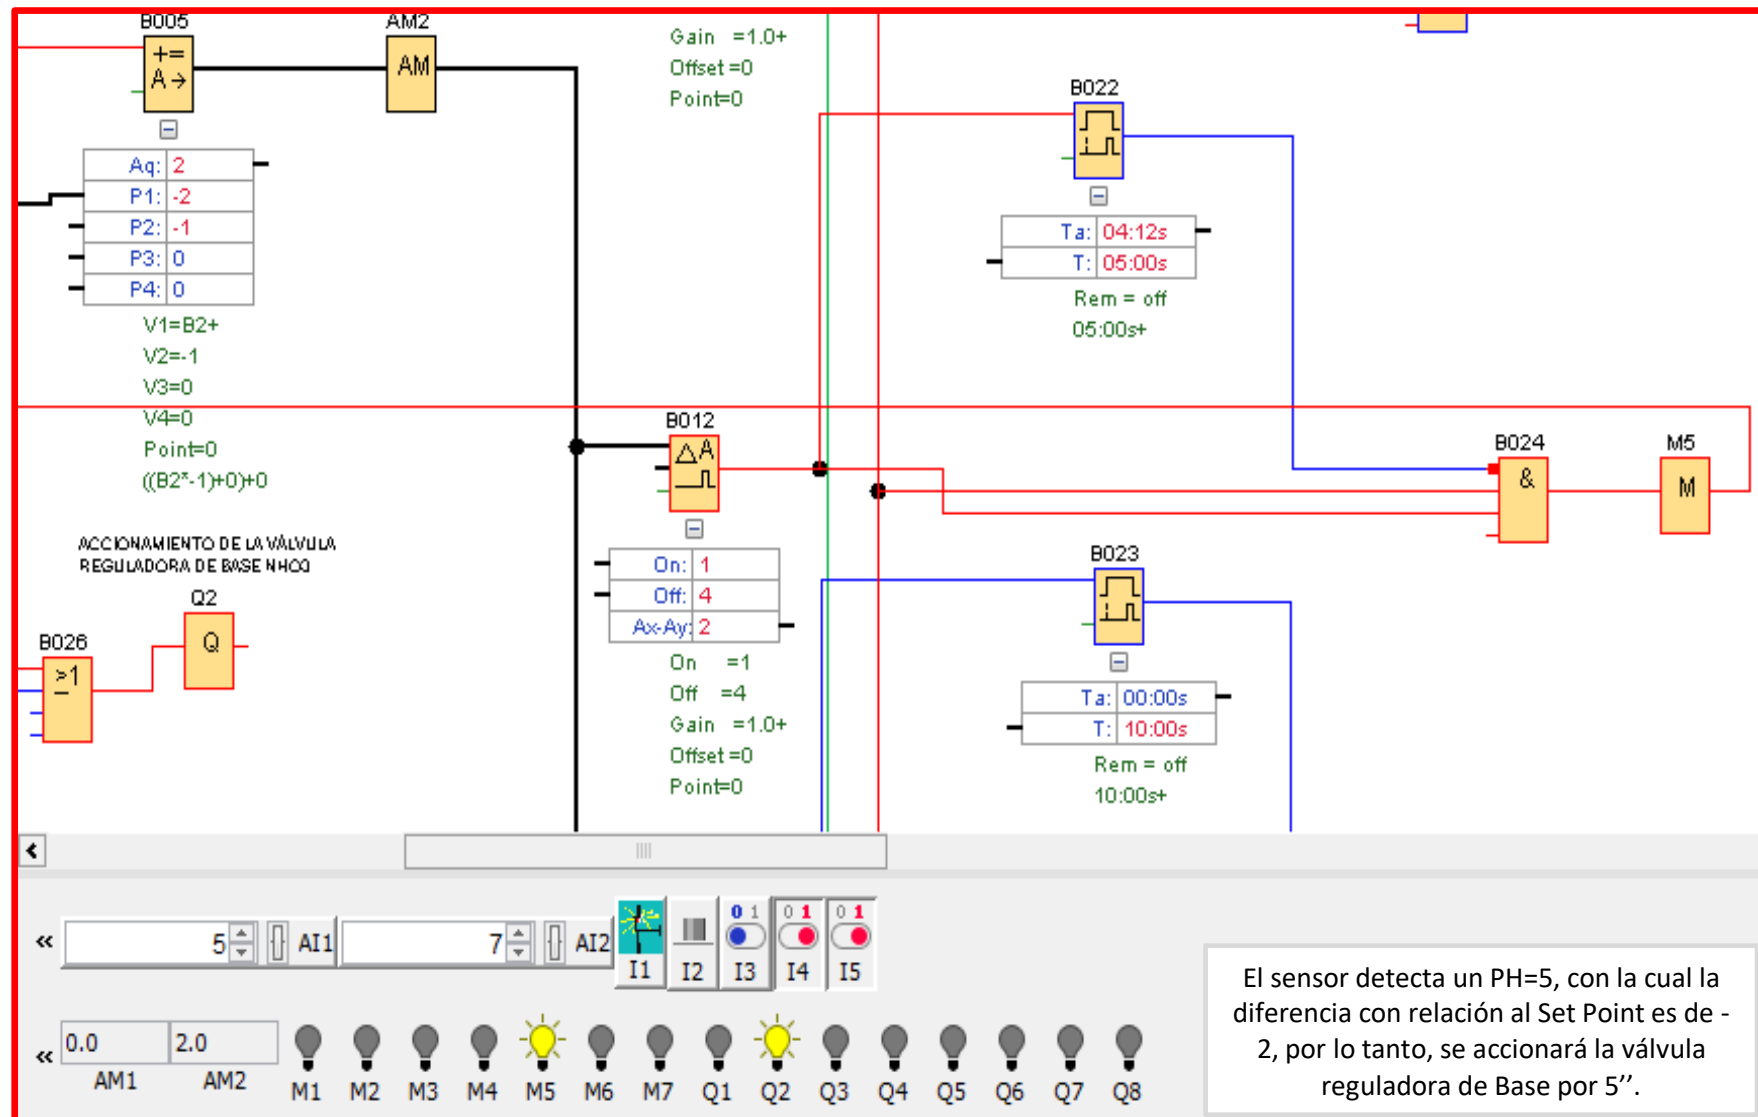 B005
AM2
+=
A→
AM
Gain =1.0+
Offset =0
Point=0
B022
Aq: 2
P1: -2
P2: -1
P3: 0
P4: 0
V1=B2+
V2=-1
V3=0
V4=0
Point=0
((B2*-1)+0)+0
Ta: 04:12s
T: 05:00s
Rem = off
05:00s+
B012
ΔA
B024
&
M5
M
ACCIONAMIENTO DE LA VÁLVULA
REGULADORA DE BASE NHCO
Q2
Q
B026
>1
On: 1
Off: 4
Ax-Ay: 2
On =1
Off =4
Gain =1.0+
Offset =0
Point=0
B023
Ta: 00:00s
T: 10:00s
Rem = off
10:00s+
« 5 AI1 7 AI2 I1 I2 0 1 I3 0 1 I4 0 1 I5
« 0.0 2.0
AM1 AM2 M1 M2 M3 M4 M5 M6 M7 Q1 Q2 Q3 Q4 Q5 Q6 Q7 Q8
El sensor detecta un PH=5, con la cual la
diferencia con relación al Set Point es de -
2, por lo tanto, se accionará la válvula
reguladora de Base por 5’’.